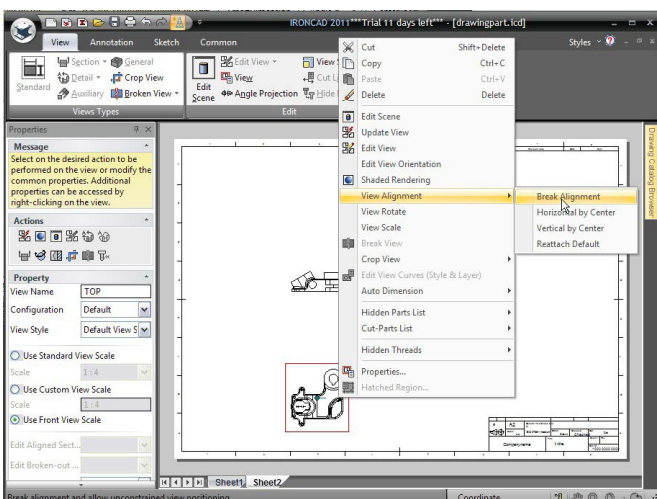 IRONCAD 2011***Trial 11 days left*** - [drawingpart.icd]
View Annotation Sketch Common Styles
Standard
Section General
Detail Crop View
Auxiliary Broken View
Views Types
Edit Scene
Edit View
View
Angle Projection
Edit
Properties
Message
Select on the desired action to be
performed on the view or modify the
common properties. Additional
properties can be accessed by
right-clicking on the view.
Actions
Property
View Name TOP
Configuration Default
View Style Default View S
Use Standard View Scale
Scale 1:4
Use Custom View Scale
Scale 1:4
Use Front View Scale
Edit Aligned Sect...
Edit Broken-out ...
Cut Shift+Delete
Copy Ctrl+C
Paste Ctrl+V
Delete Delete
Edit Scene
Update View
Edit View
Edit View Orientation
Shaded Rendering
View Alignment
View Rotate
View Scale
Break View
Crop View
Edit View Curves (Style & Layer)
Auto Dimension
Hidden Parts List
Cut-Parts List
Hidden Threads
Properties...
Hatched Region...
Break Alignment
Horizontal by Center
Vertical by Center
Reattach Default
Drawing Catalog Browser
A2
Companyname
Title
Sheet1 Sheet2
Break alignment and allow unconstrained view positioning
Coordinate